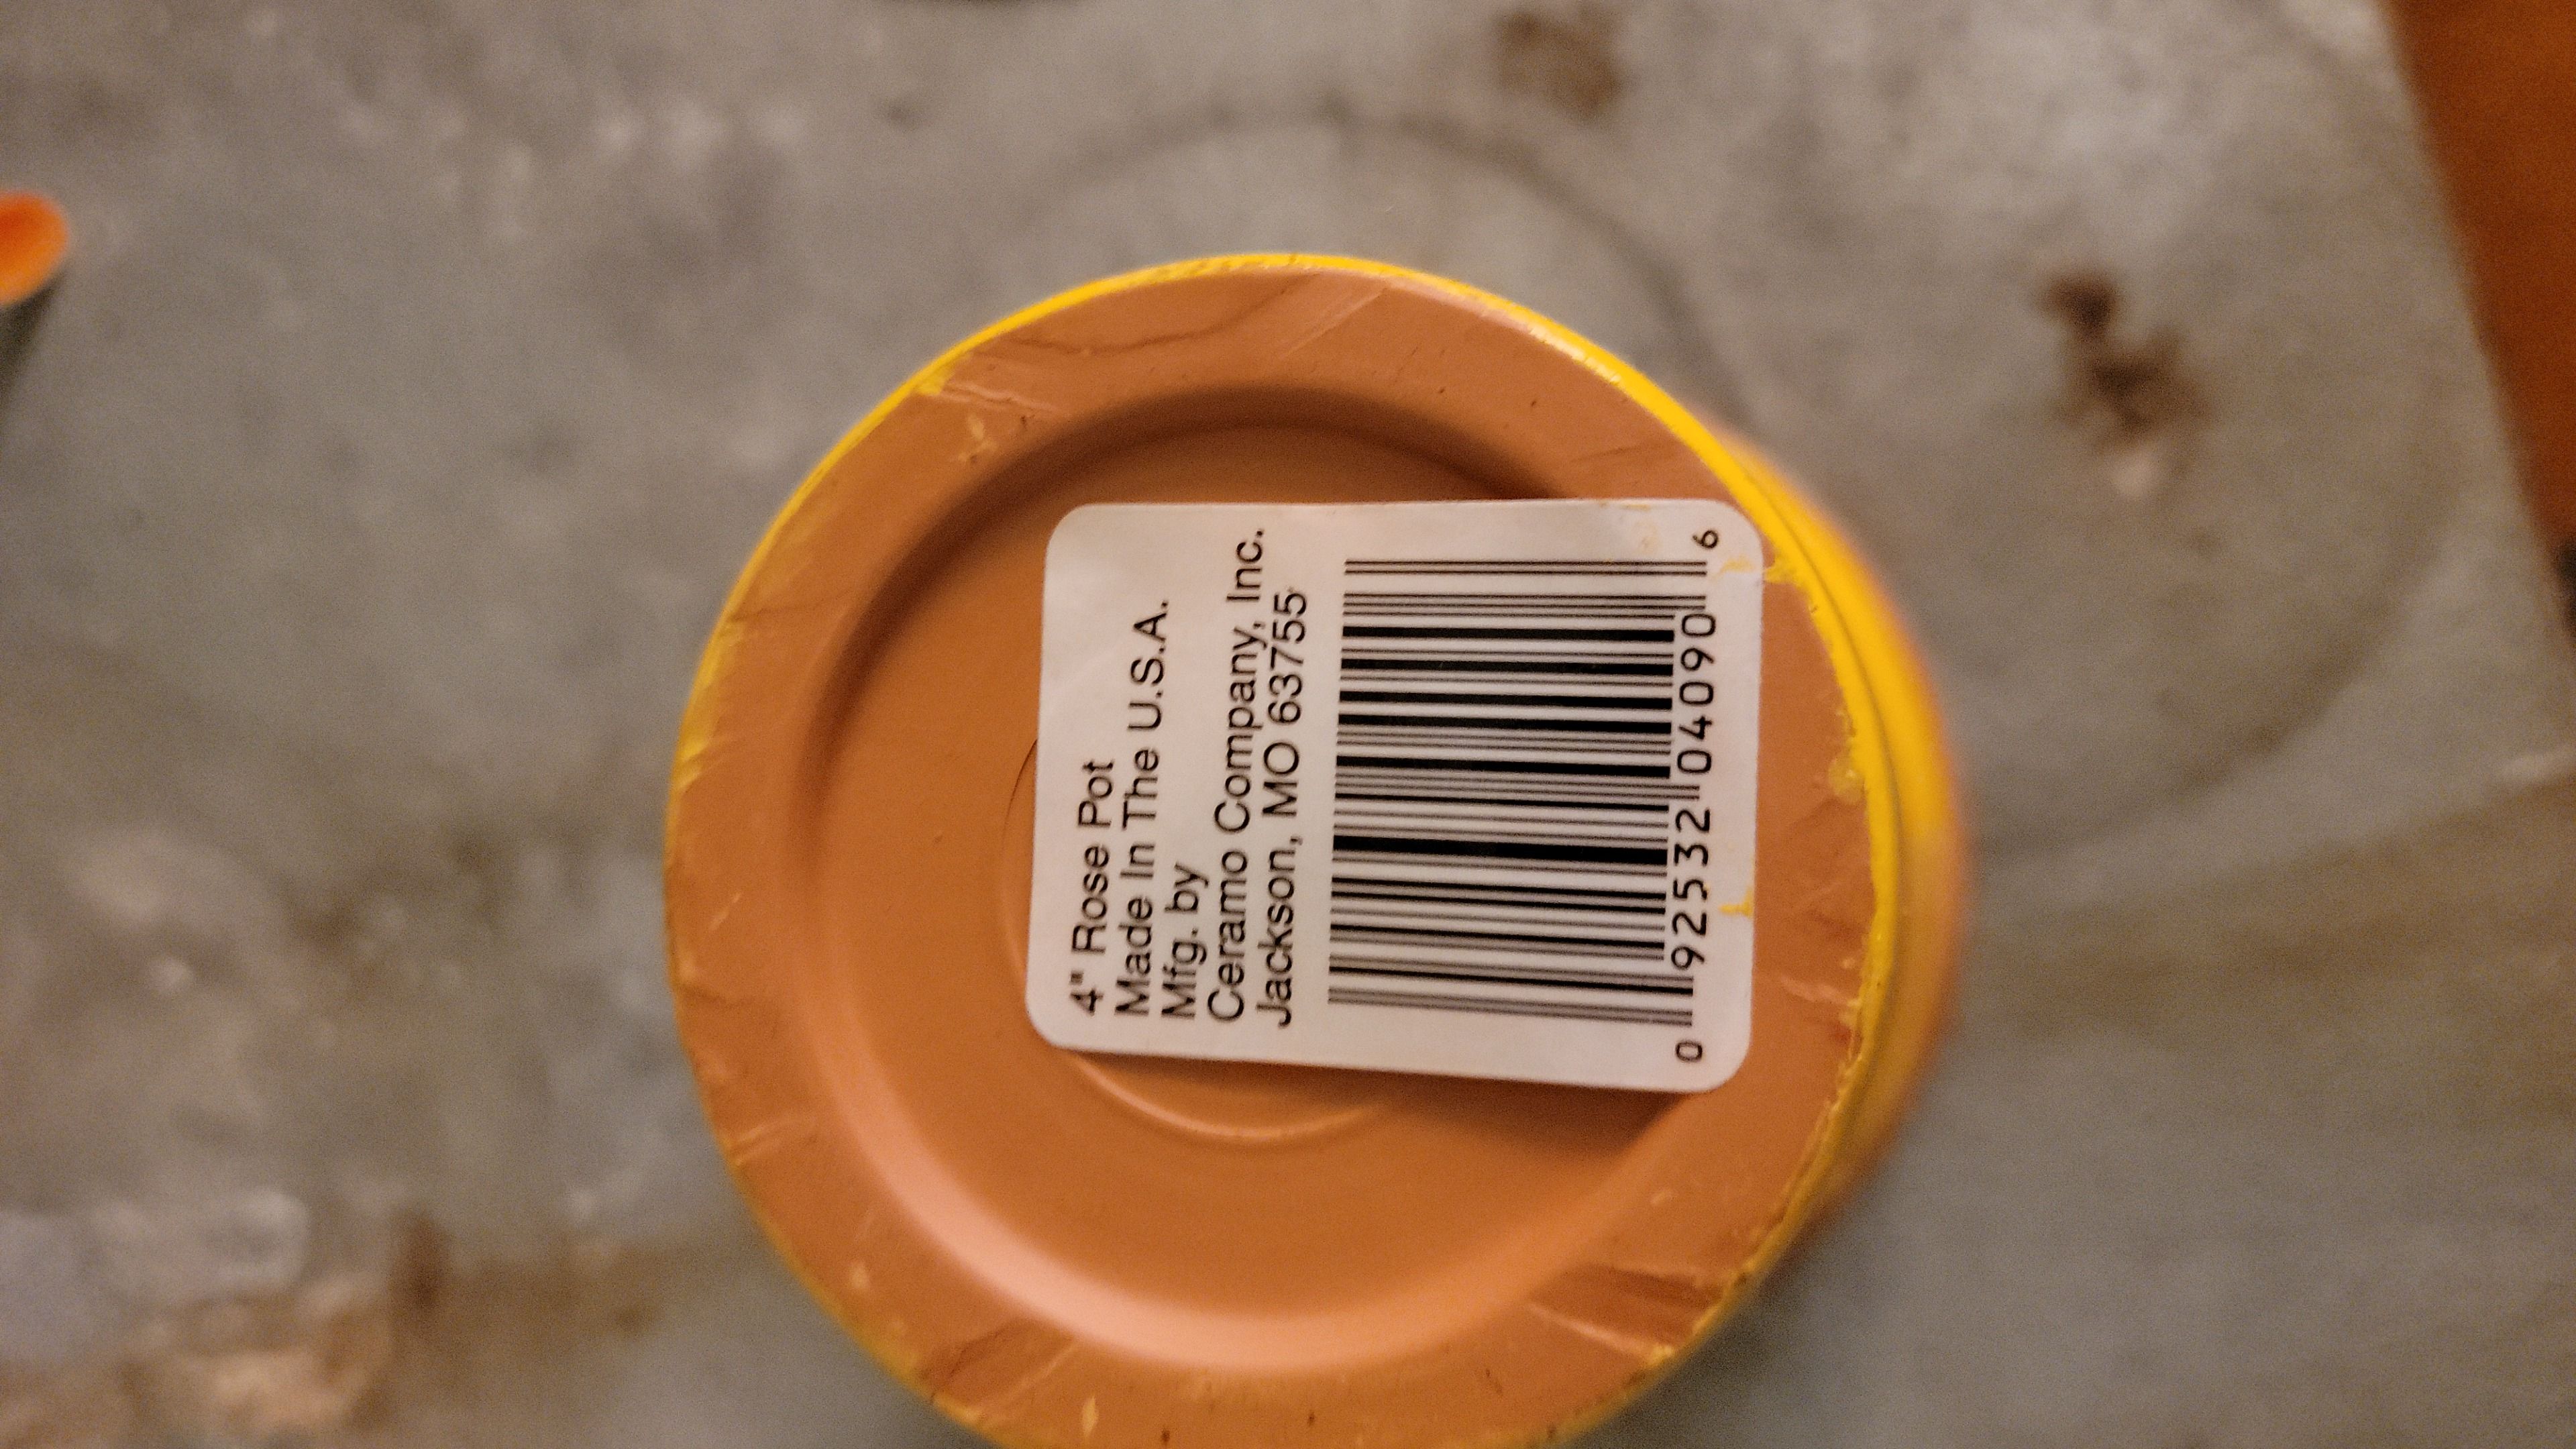 4" Rose Pot
Made In The U.S.A.
Mfg. by
Ceramo Company, Inc.
Jackson, MO 63755
0 92532 04090 6